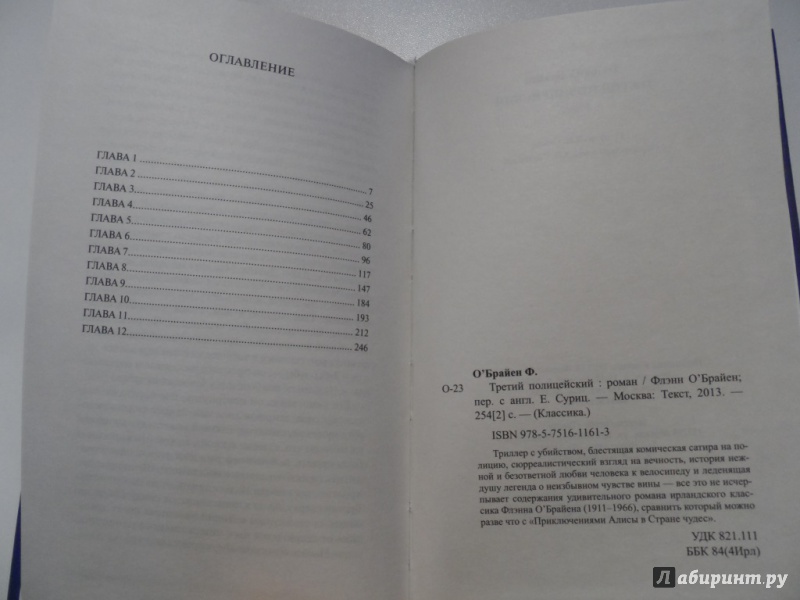 ОГЛАВЛЕНИЕ
ГЛАВА 1 ........ 7
ГЛАВА 2 ........ 25
ГЛАВА 3 ........ 46
ГЛАВА 4 ........ 62
ГЛАВА 5 ........ 80
ГЛАВА 6 ........ 96
ГЛАВА 7 ........ 117
ГЛАВА 8 ........ 147
ГЛАВА 9 ........ 184
ГЛАВА 10 ........ 193
ГЛАВА 11 ........ 212
ГЛАВА 12 ........ 246
О’Брайен Ф.
О-23 Третий полицейский : роман / Флэнн О’Брайен;
пер. с англ. Е. Суриц. — Москва: Текст, 2013. —
254[2] с. — (Классика.)
ISBN 978-5-7516-1161-3
Триллер с убийством, блестящая комическая сатира на по-
лицию, сюрреалистический взгляд на вечность, история неж-
ной и безответной любви человека к велосипеду и леденящая
душу легенда о неизбывном чувстве вины — все это не исчер-
пывает содержания удивительного романа ирландского клас-
сика Флэнна О’Брайена (1911–1966), сравнить который можно
разве что с «Приключениями Алисы в Стране чудес».
УДК 821.111
ББК 84(4Ирл)
Лабиринт.ру